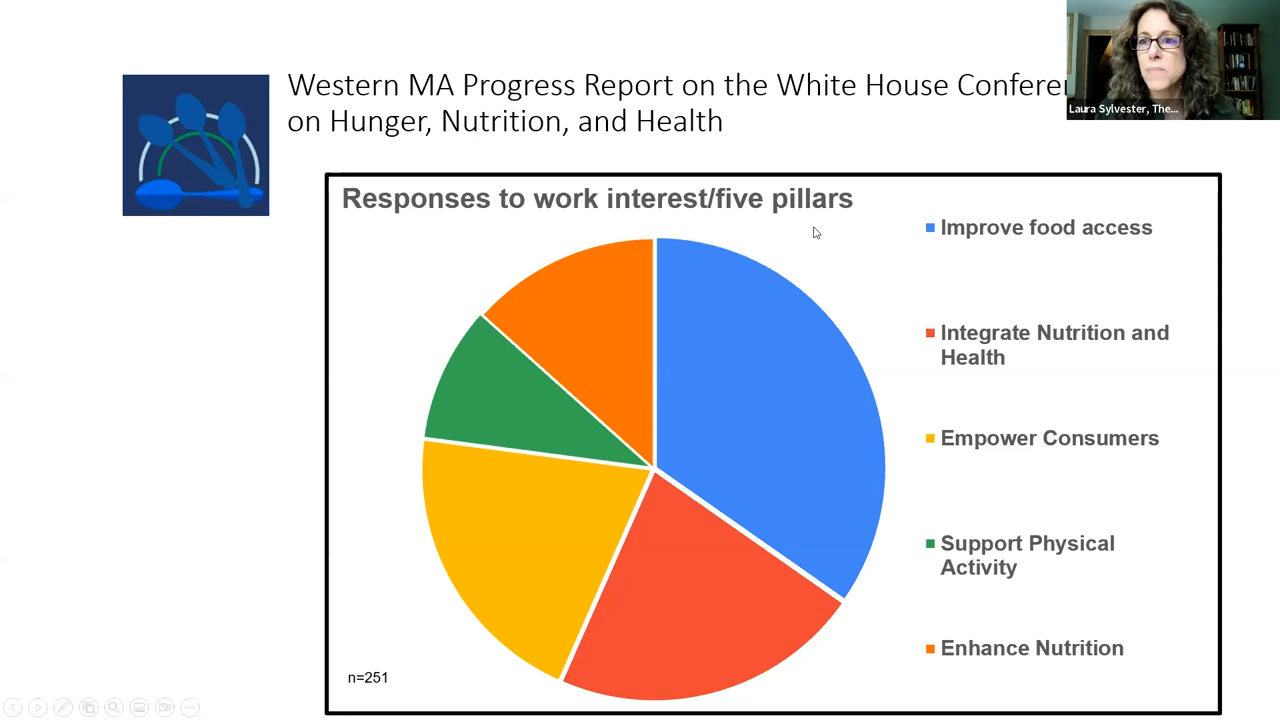 Western MA Progress Report on the White House Confere
on Hunger, Nutrition, and Health
Laura Sylvester, The...
Responses to work interest/five pillars
Improve food access
Integrate Nutrition and
Health
Empower Consumers
Support Physical
Activity
Enhance Nutrition
n=251